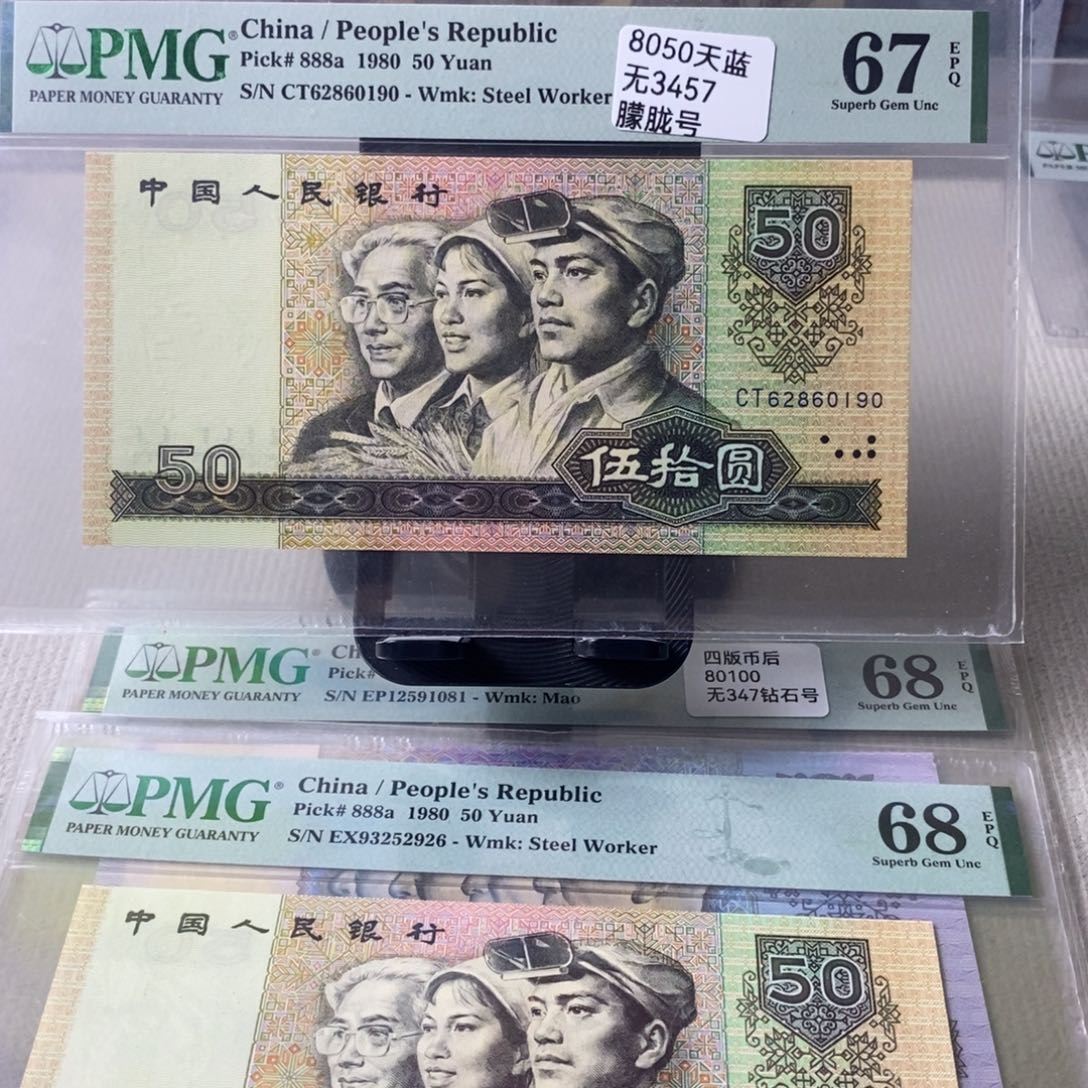 PMG®
PAPER MONEY GUARANTY
China / People's Republic
Pick# 888a 1980 50 Yuan
S/N CT62860190 - Wmk: Steel Worker
8050天蓝
无3457
朦胧号
67
EPQ
Superb Gem Unc
中国人民银行
50
CT62860190
伍拾圆
50
PMG®
PAPER MONEY GUARANTY
Ch
Pick#
S/N EP12591081 - Wmk: Mao
四版币后
80100
无347钻石号
68
EPQ
Superb Gem Unc
PMG®
PAPER MONEY GUARANTY
China / People's Republic
Pick# 888a 1980 50 Yuan
S/N EX93252926 - Wmk: Steel Worker
68
EPQ
Superb Gem Unc
中国人民银行
50